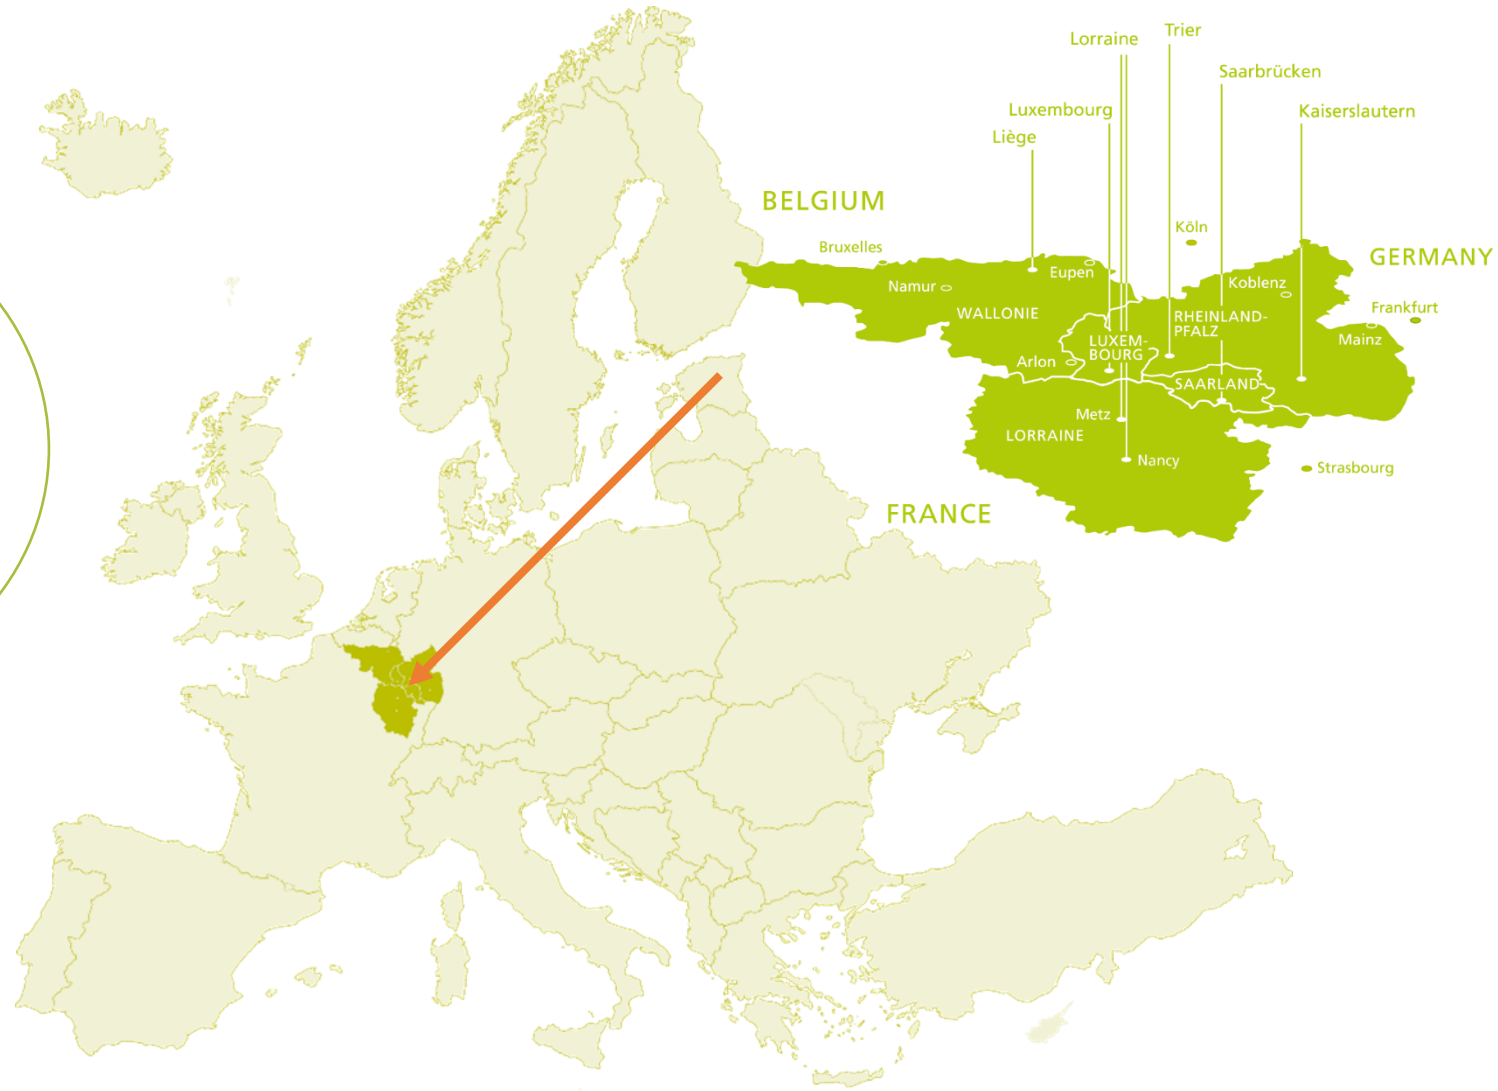 Trier
Lorraine
Saarbrücken
Luxembourg
Kaiserslautern
Liège
BELGIUM
Köln
Bruxelles
GERMANY
Eupen
Koblenz
Namur
Frankfurt
WALLONIE
RHEINLAND-
PFALZ
LUXEM-
BOURG
Mainz
Arlon
SAARLAND
Metz
LORRAINE
Nancy
Strasbourg
FRANCE